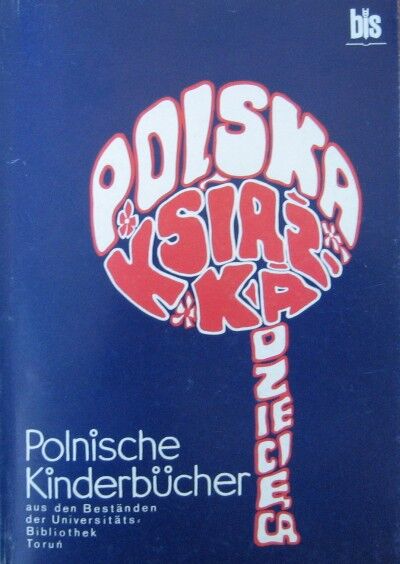 bis
POLSKA
KSIĄŻ
KA
DZIECIĘCA
Polnische
Kinderbücher
aus den Beständen
der Universitäts-
Bibliothek
Toruń